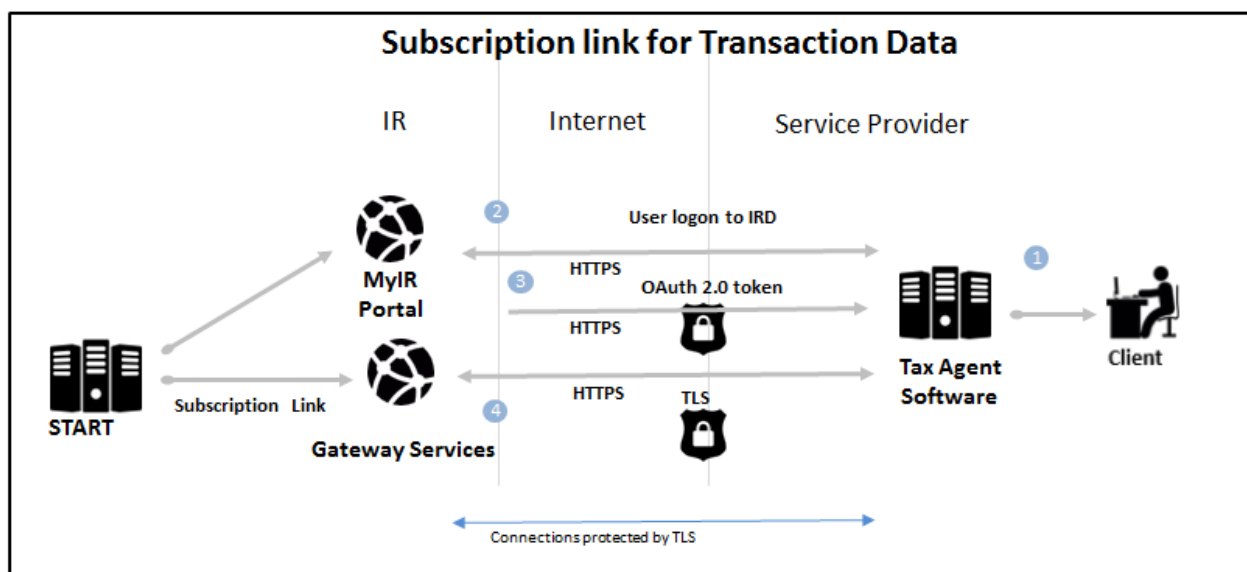 Subscription link for Transaction Data
IR
Internet
Service Provider
2
User logon to IRD
1
HTTPS
MyIR
Portal
3
OAuth 2.0 token
HTTPS
Tax Agent
Software
Client
START
Subscription Link
HTTPS
TLS
4
Gateway Services
Connections protected by TLS